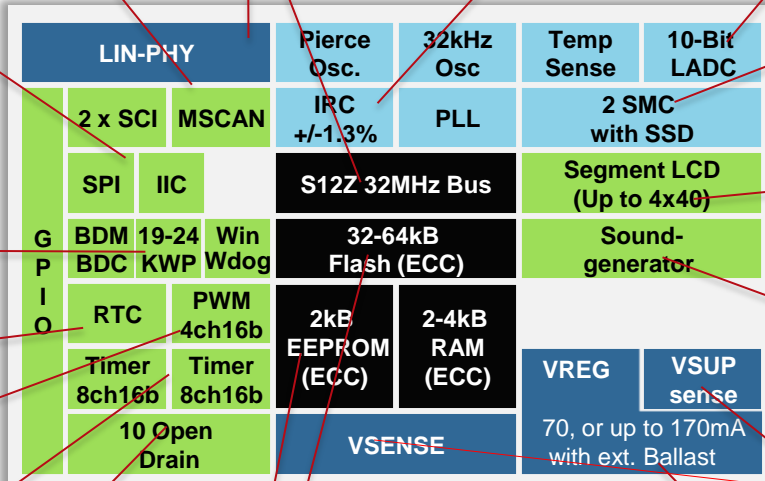 LIN-PHY
Pierce
Osc.
32kHz
Osc
Temp
Sense
10-Bit
LADC
2 x SCI
MSCAN
IRC
+/-1.3%
PLL
2 SMC
with SSD
SPI
IIC
S12Z 32MHz Bus
Segment LCD
(Up to 4x40)
G
P
I
O
BDM
BDC
19-24
KWP
Win
Wdog
32-64kB
Flash (ECC)
Sound-
generator
RTC
PWM
4ch16b
2kB
EEPROM
(ECC)
2-4kB
RAM
(ECC)
Timer
8ch16b
Timer
8ch16b
VREG
VSUP
sense
10 Open
Drain
VSENSE
70, or up to 170mA
with ext. Ballast